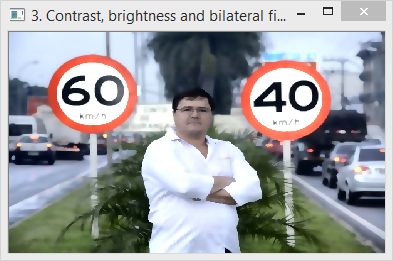 3. Contrast, brightness and bilateral fi...
60
km/h
40
km/h